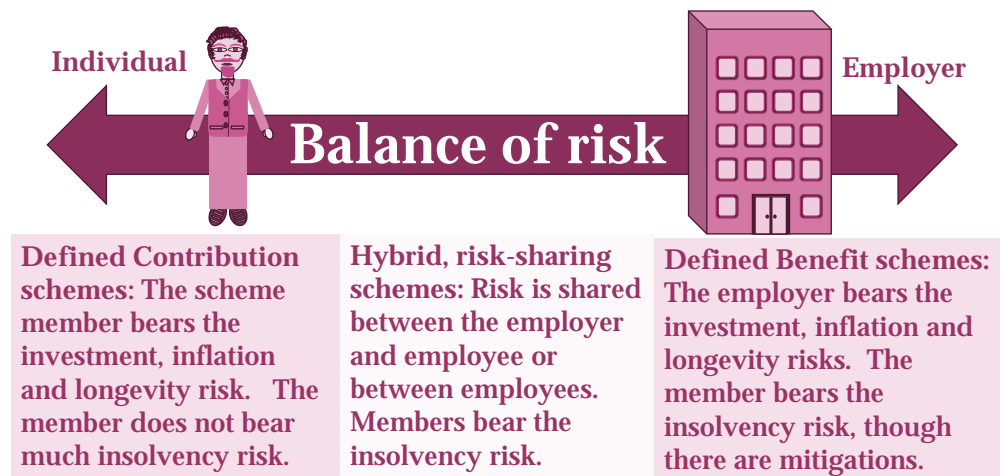 Individual
Employer
Balance of risk
Defined Contribution
schemes: The scheme
member bears the
investment, inflation
and longevity risk.   The
member does not bear
much insolvency risk.
Hybrid, risk-sharing
schemes: Risk is shared
between the employer
and employee or
between employees.
Members bear the
insolvency risk.
Defined Benefit schemes:
The employer bears the
investment, inflation and
longevity risks.  The
member bears the
insolvency risk, though
there are mitigations.